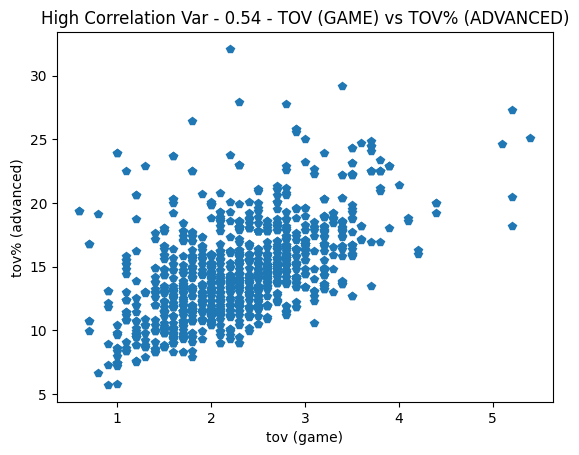 High Correlation Var - 0.54 - TOV (GAME) vs TOV% (ADVANCED)
30
25
20
15
10
5
tov% (advanced)
1 2 3 4 5
tov (game)